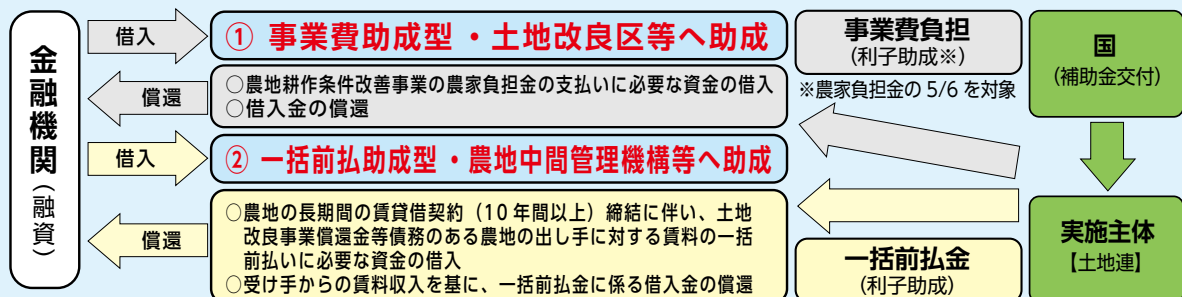 金融機関(融資)
借入
① 事業費助成型・土地改良区等へ助成
償還
○農地耕作条件改善事業の農家負担金の支払いに必要な資金の借入
○借入金の償還
事業費負担
(利子助成※)
※農家負担金の 5/6 を対象
国
(補助金交付)
借入
② 一括前払助成型・農地中間管理機構等へ助成
償還
○農地の長期間の賃貸借契約(10 年間以上)締結に伴い、土地
改良事業償還金等債務のある農地の出し手に対する賃料の一括
前払いに必要な資金の借入
○受け手からの賃料収入を基に、一括前払金に係る借入金の償還
一括前払金
(利子助成)
実施主体
【土地連】